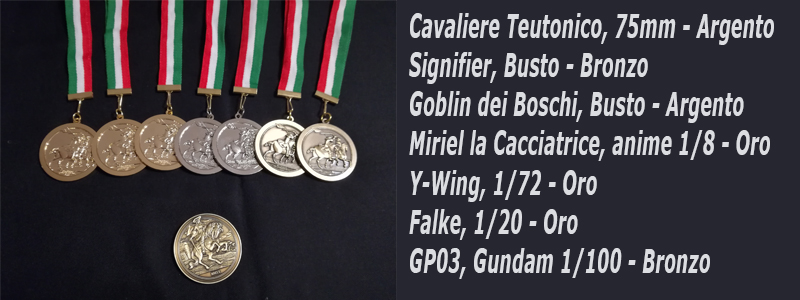 Cavaliere Teutonico, 75mm - Argento
Signifier, Busto - Bronzo
Goblin dei Boschi, Busto - Argento
Miriel la Cacciatrice, anime 1/8 - Oro
Y-Wing, 1/72 - Oro
Falke, 1/20 - Oro
GP03, Gundam 1/100 - Bronzo